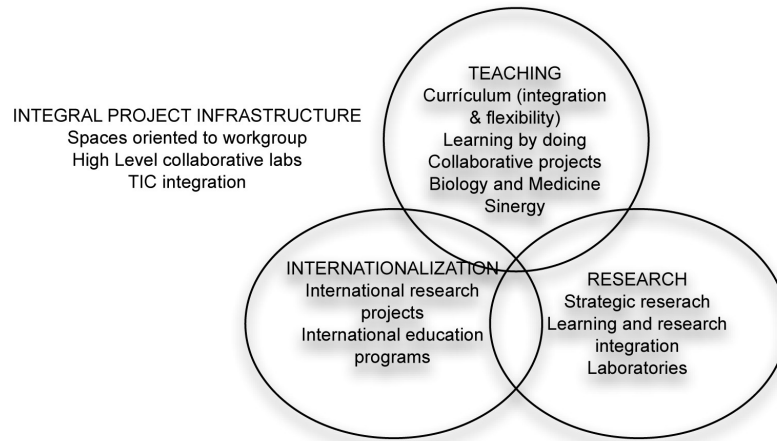 INTEGRAL PROJECT INFRASTRUCTURE
Spaces oriented to workgroup
High Level collaborative labs
TIC integration
TEACHING
Currículum (integration
& flexibility)
Learning by doing
Collaborative projects
Biology and Medicine
Sinergy
INTERNATIONALIZATION
International research
projects
International education
programs
RESEARCH
Strategic reserach
Learning and research
integration
Laboratories